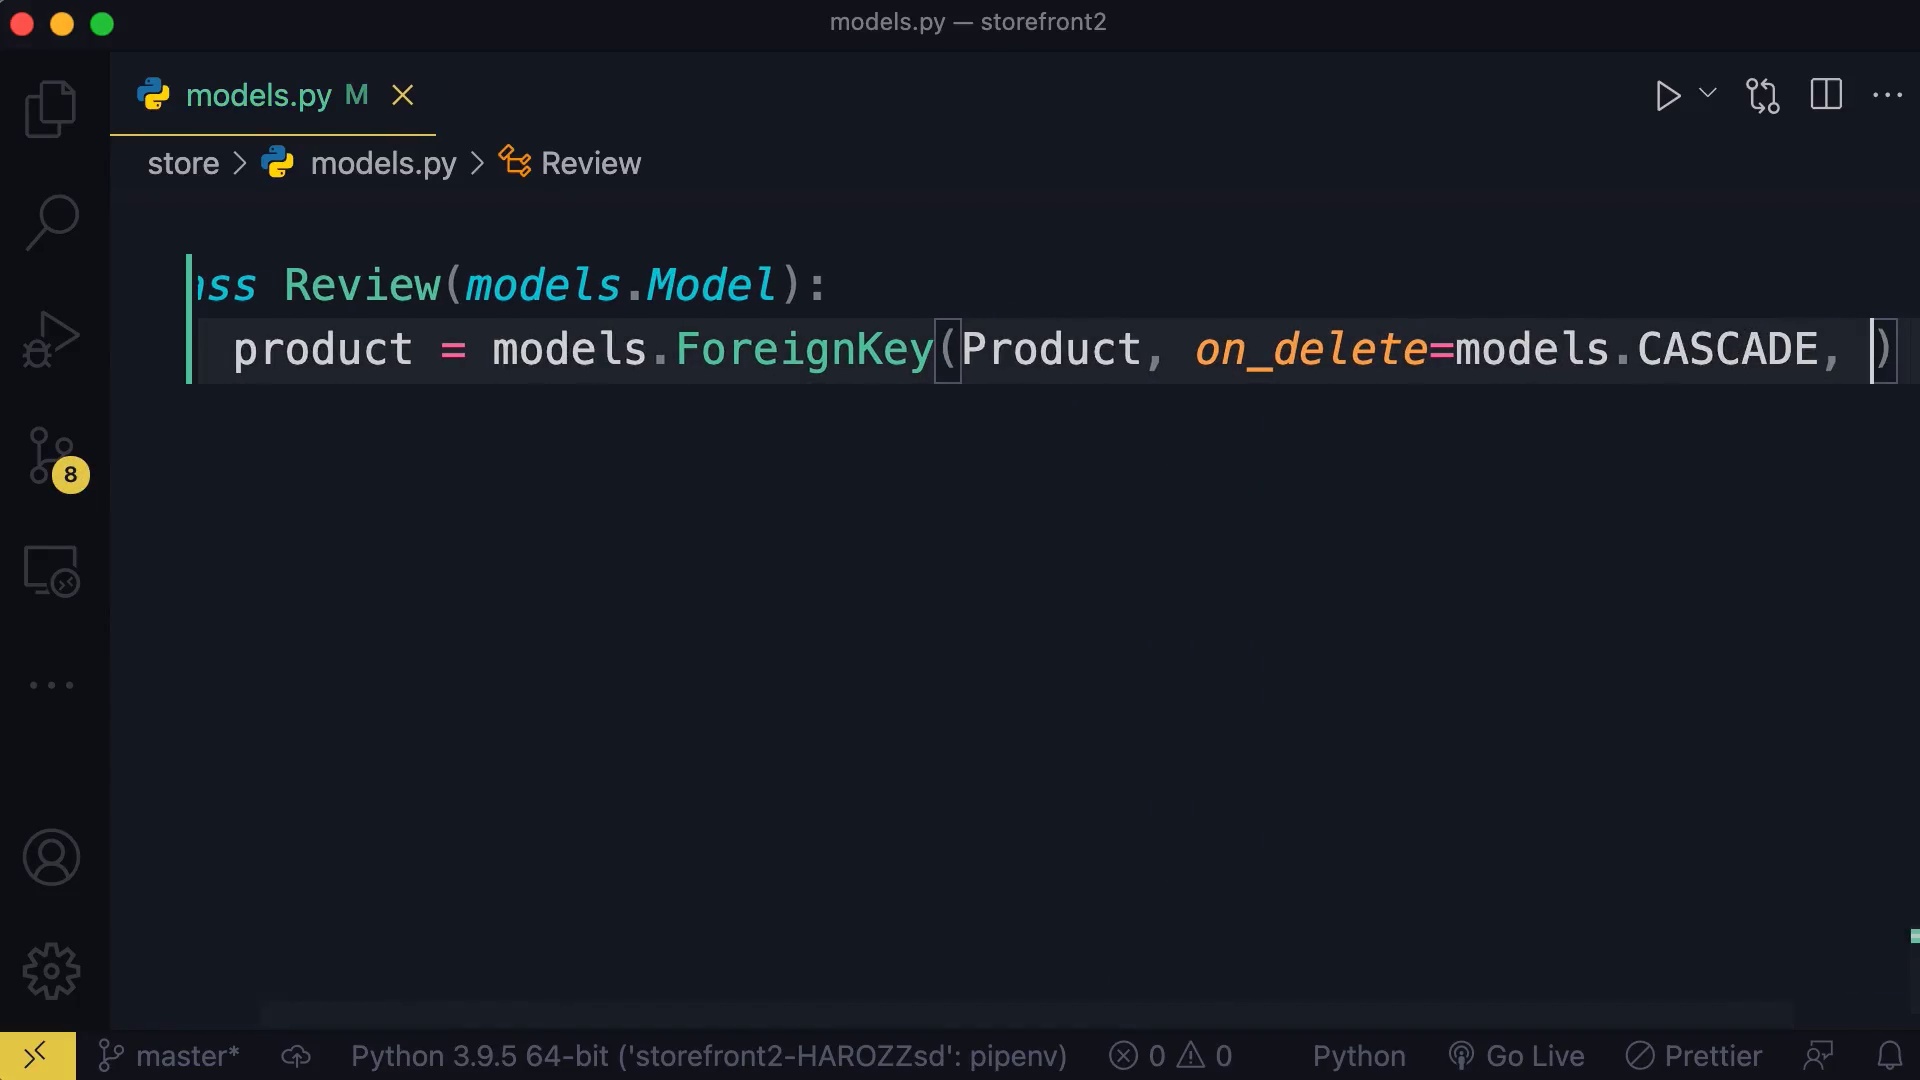 models.py — storefront2
models.py M
store > models.py > Review
ass Review(models.Model):
product = models.ForeignKey(Product, on_delete=models.CASCADE, )
8
master* Python 3.9.5 64-bit ('storefront2-HAROZZsd': pipenv) 0 0 Python Go Live Prettier